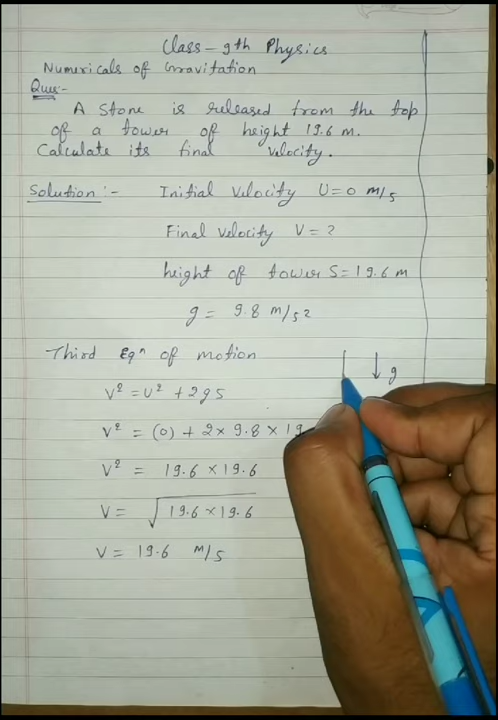 Class - 9th Physics
Numericals of Gravitation
Ques:-
A Stone is released from the top
of a tower of height 19.6 m.
Calculate its final velocity.
Solution :- Initial Velocity U=0 m/s
Final velocity V = ?
height of tower S = 19.6 m
g = 9.8 m/s2
Third Eqⁿ of motion
g
V² = U² + 2gs
V² = (0) + 2 × 9.8 × 19
V² = 19.6 × 19.6
V = √19.6 × 19.6
V = 19.6 m/s